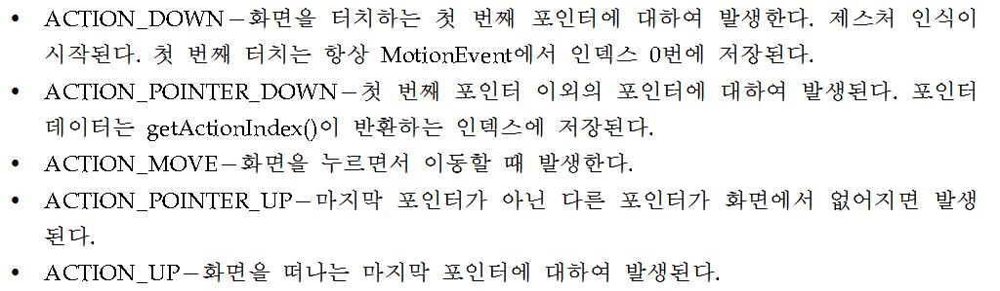 • ACTION_DOWN－화면을 터치하는 첫 번째 포인터에 대하여 발생한다. 제스처 인식이
시작된다. 첫 번째 터치는 항상 MotionEvent에서 인덱스 0번에 저장된다.
• ACTION_POINTER_DOWN－첫 번째 포인터 이외의 포인터에 대하여 발생된다. 포인터
데이터는 getActionIndex()이 반환하는 인덱스에 저장된다.
• ACTION_MOVE－화면을 누르면서 이동할 때 발생한다.
• ACTION_POINTER_UP－마지막 포인터가 아닌 다른 포인터가 화면에서 없어지면 발생
된다.
• ACTION_UP－화면을 떠나는 마지막 포인터에 대하여 발생된다.